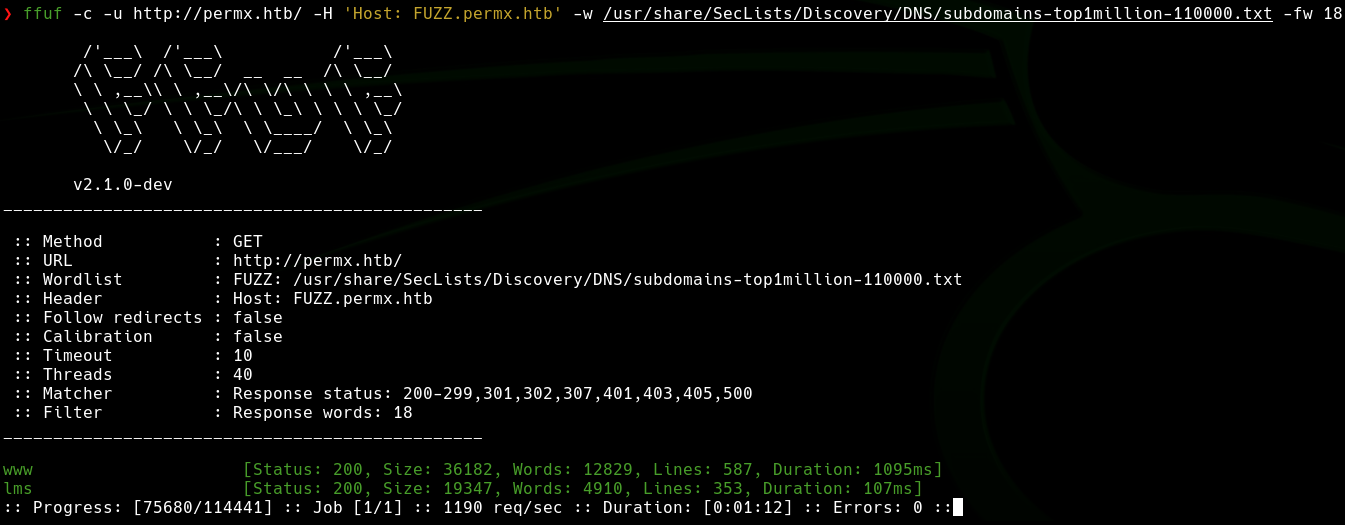 ❯ ffuf -c -u http://permx.htb/ -H 'Host: FUZZ.permx.htb' -w /usr/share/SecLists/Discovery/DNS/subdomains-top1million-110000.txt -fw 18
        /'___\  /'___\           /'___\
       /\ \__/ /\ \__/  __  __  /\ \__/
       \ \ ,__\\ \ ,__\/\ \/\ \ \ \ ,__\
        \ \ \_/ \ \ \_/\ \ \_\ \ \ \ \_/
         \ \_\   \ \_\  \ \____/  \ \_\
          \/_/    \/_/   \/___/    \/_/
       v2.1.0-dev
________________________________________________
 :: Method           : GET
 :: URL              : http://permx.htb/
 :: Wordlist         : FUZZ: /usr/share/SecLists/Discovery/DNS/subdomains-top1million-110000.txt
 :: Header           : Host: FUZZ.permx.htb
 :: Follow redirects : false
 :: Calibration      : false
 :: Timeout          : 10
 :: Threads          : 40
 :: Matcher          : Response status: 200-299,301,302,307,401,403,405,500
 :: Filter           : Response words: 18
________________________________________________
www                     [Status: 200, Size: 36182, Words: 12829, Lines: 587, Duration: 1095ms]
lms                     [Status: 200, Size: 19347, Words: 4910, Lines: 353, Duration: 107ms]
:: Progress: [75680/114441] :: Job [1/1] :: 1190 req/sec :: Duration: [0:01:12] :: Errors: 0 ::